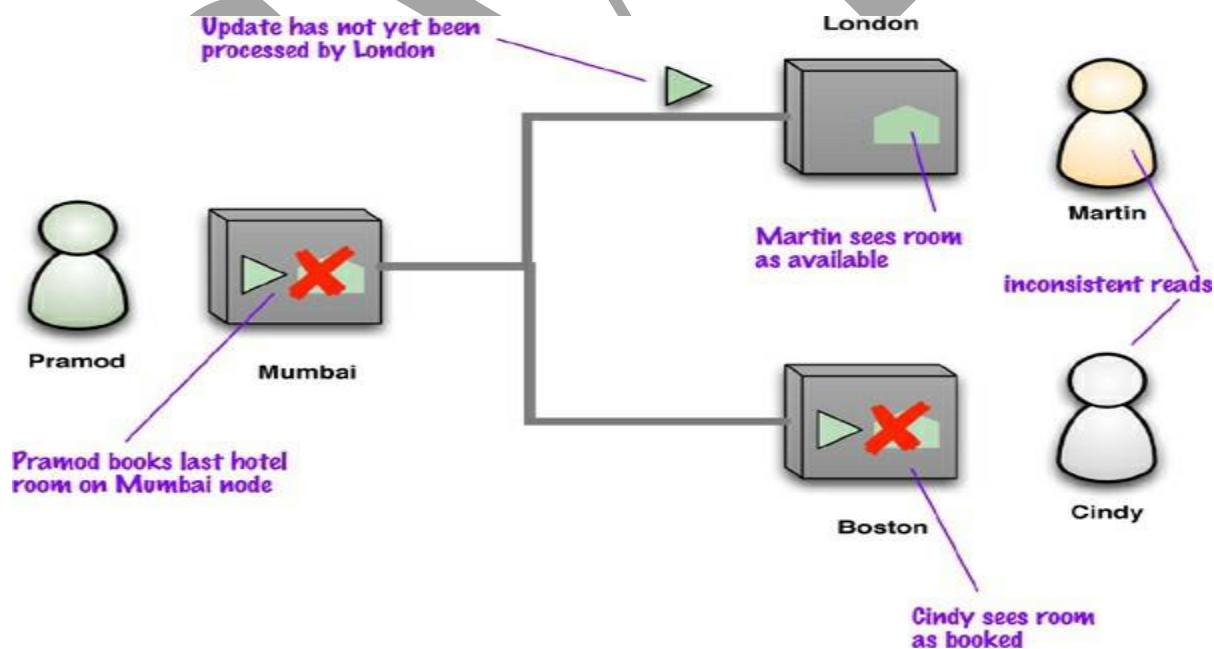 Update has not yet been
processed by London
London
Martin
Martin sees room
as available
inconsistent reads
Pramod
Mumbai
Pramod books last hotel
room on Mumbai node
Boston
Cindy
Cindy sees room
as booked